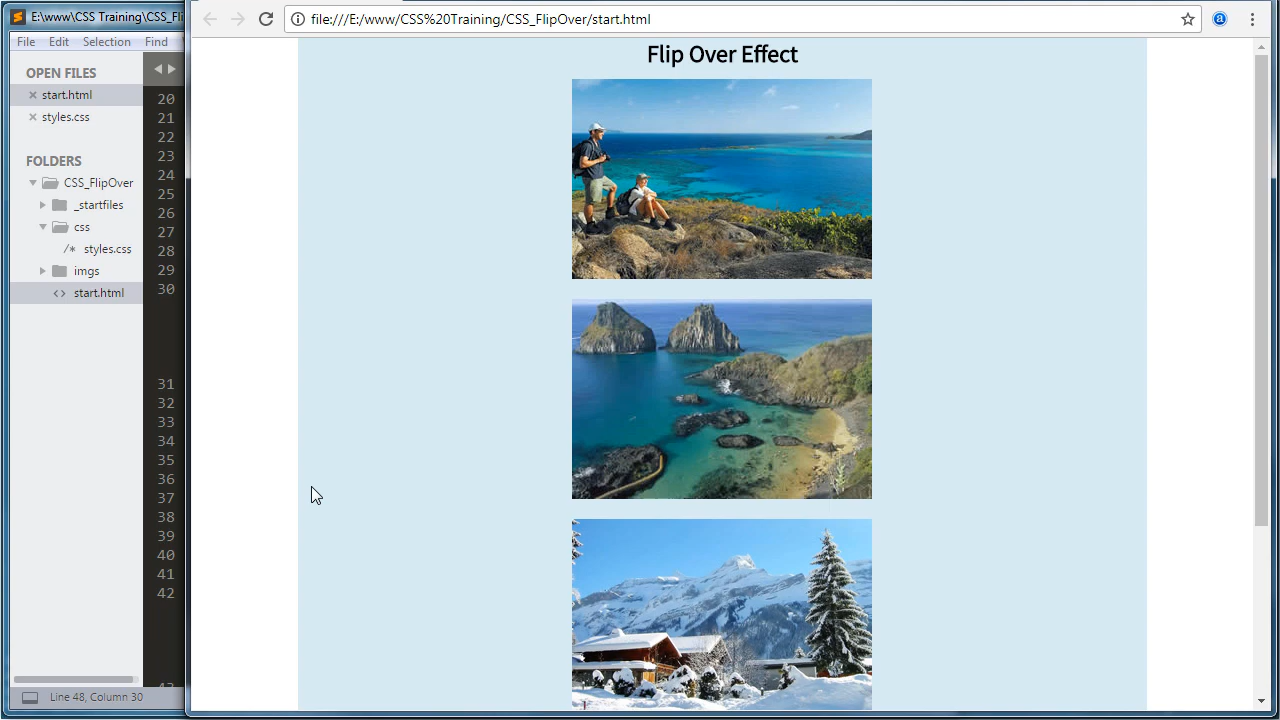 E:\www\CSS Training\CSS_Fli
File Edit Selection Find
OPEN FILES
start.html
styles.css
FOLDERS
CSS_FlipOver
_startfiles
css
/* styles.css
imgs
<> start.html
20
21
22
23
24
25
26
27
28
29
30
31
32
33
34
35
36
37
38
39
40
41
42
Line 48, Column 30
file:///E:/www/CSS%20Training/CSS_FlipOver/start.html
Flip Over Effect